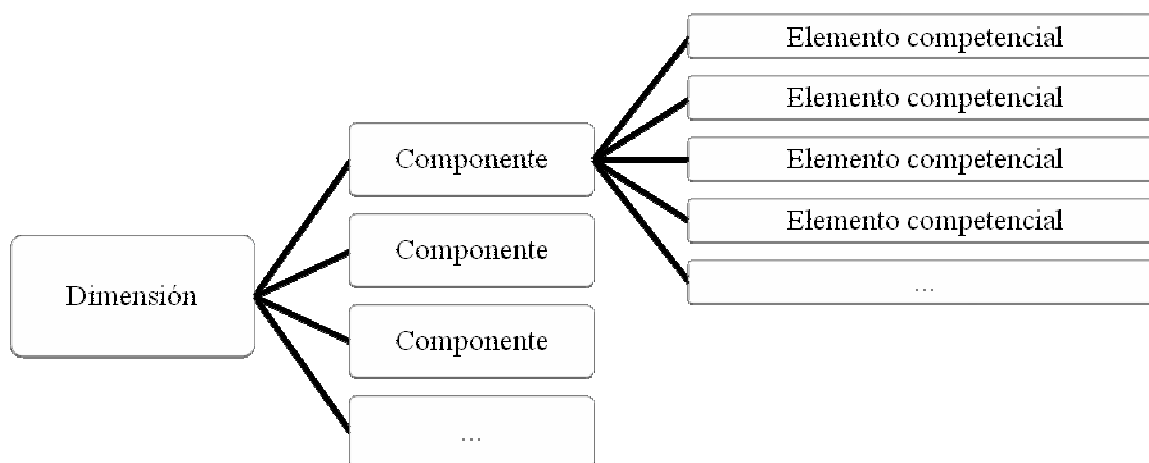 Dimensión
Componente
Componente
Componente
...
Elemento competencial
Elemento competencial
Elemento competencial
Elemento competencial
...